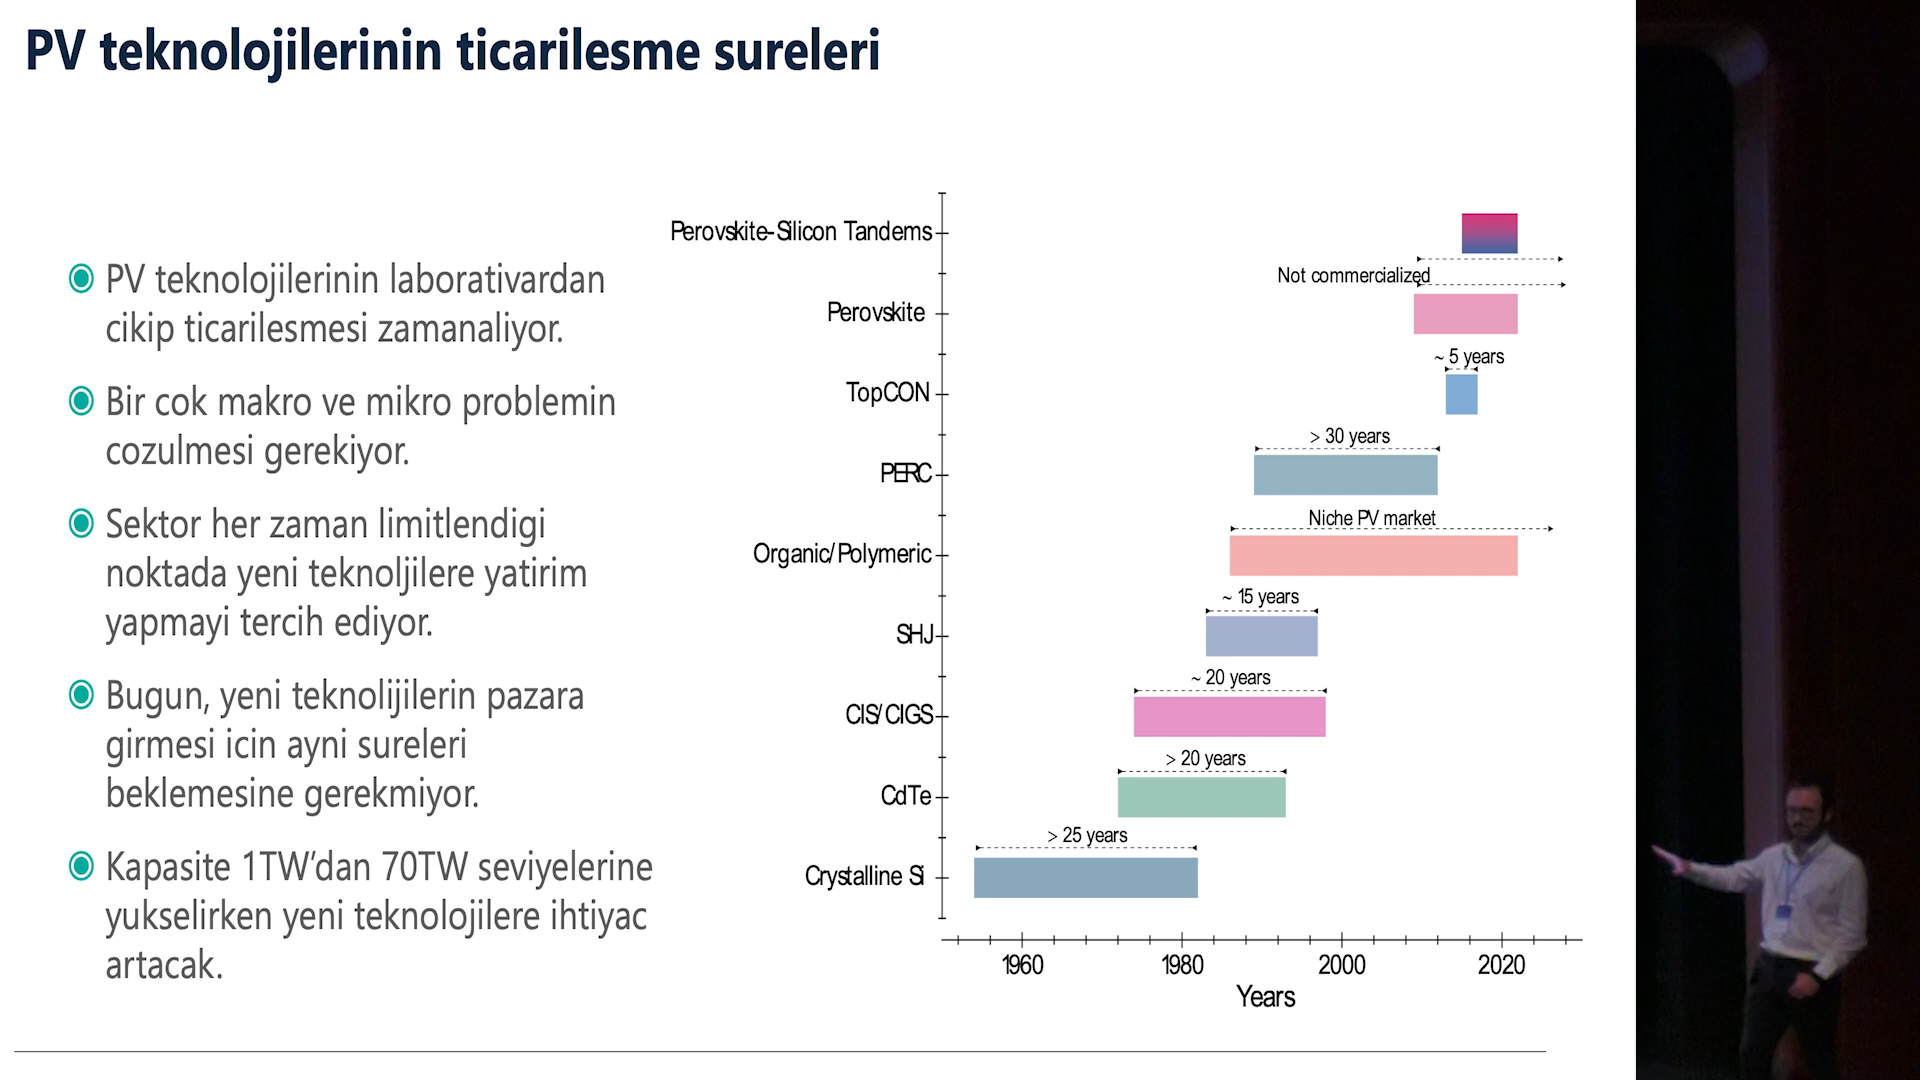 PV teknolojilerinin ticarilesme sureleri
PV teknolojilerinin laborativardan
cikip ticarilesmesi zamanaliyor.
Bir cok makro ve mikro problemin
cozulmesi gerekiyor.
Sektor her zaman limitlendigi
noktada yeni teknoljilere yatirim
yapmayi tercih ediyor.
Bugun, yeni teknolijilerin pazara
girmesi icin ayni sureleri
beklemesine gerekmiyor.
Kapasite 1TW’dan 70TW seviyelerine
yukselirken yeni teknolojilere ihtiyac
artacak.
Perovskite-Silicon Tandems
Not commercialized
Perovskite
~ 5 years
TopCON
> 30 years
PERC
Niche PV market
Organic/Polymeric
~ 15 years
SHJ
~ 20 years
CIS/CIGS
> 20 years
CdTe
> 25 years
Crystalline Si
1960 1980 2000 2020
Years